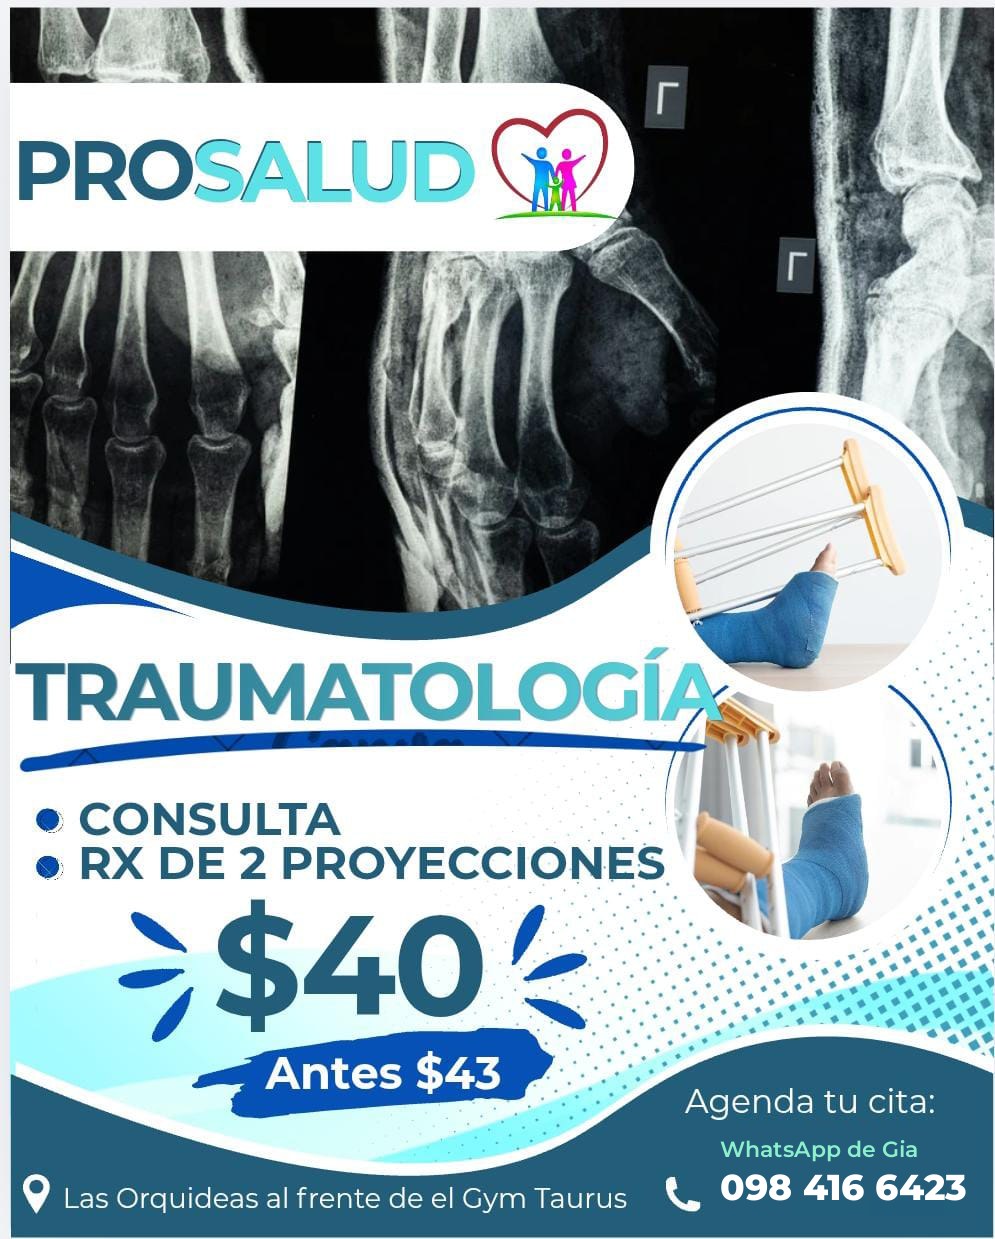 PROSALUD
TRAUMATOLOGÍA
CONSULTA
RX DE 2 PROYECCIONES
$40
Antes $43
Agenda tu cita:
WhatsApp de Gia
098 416 6423
Las Orquideas al frente de el Gym Taurus